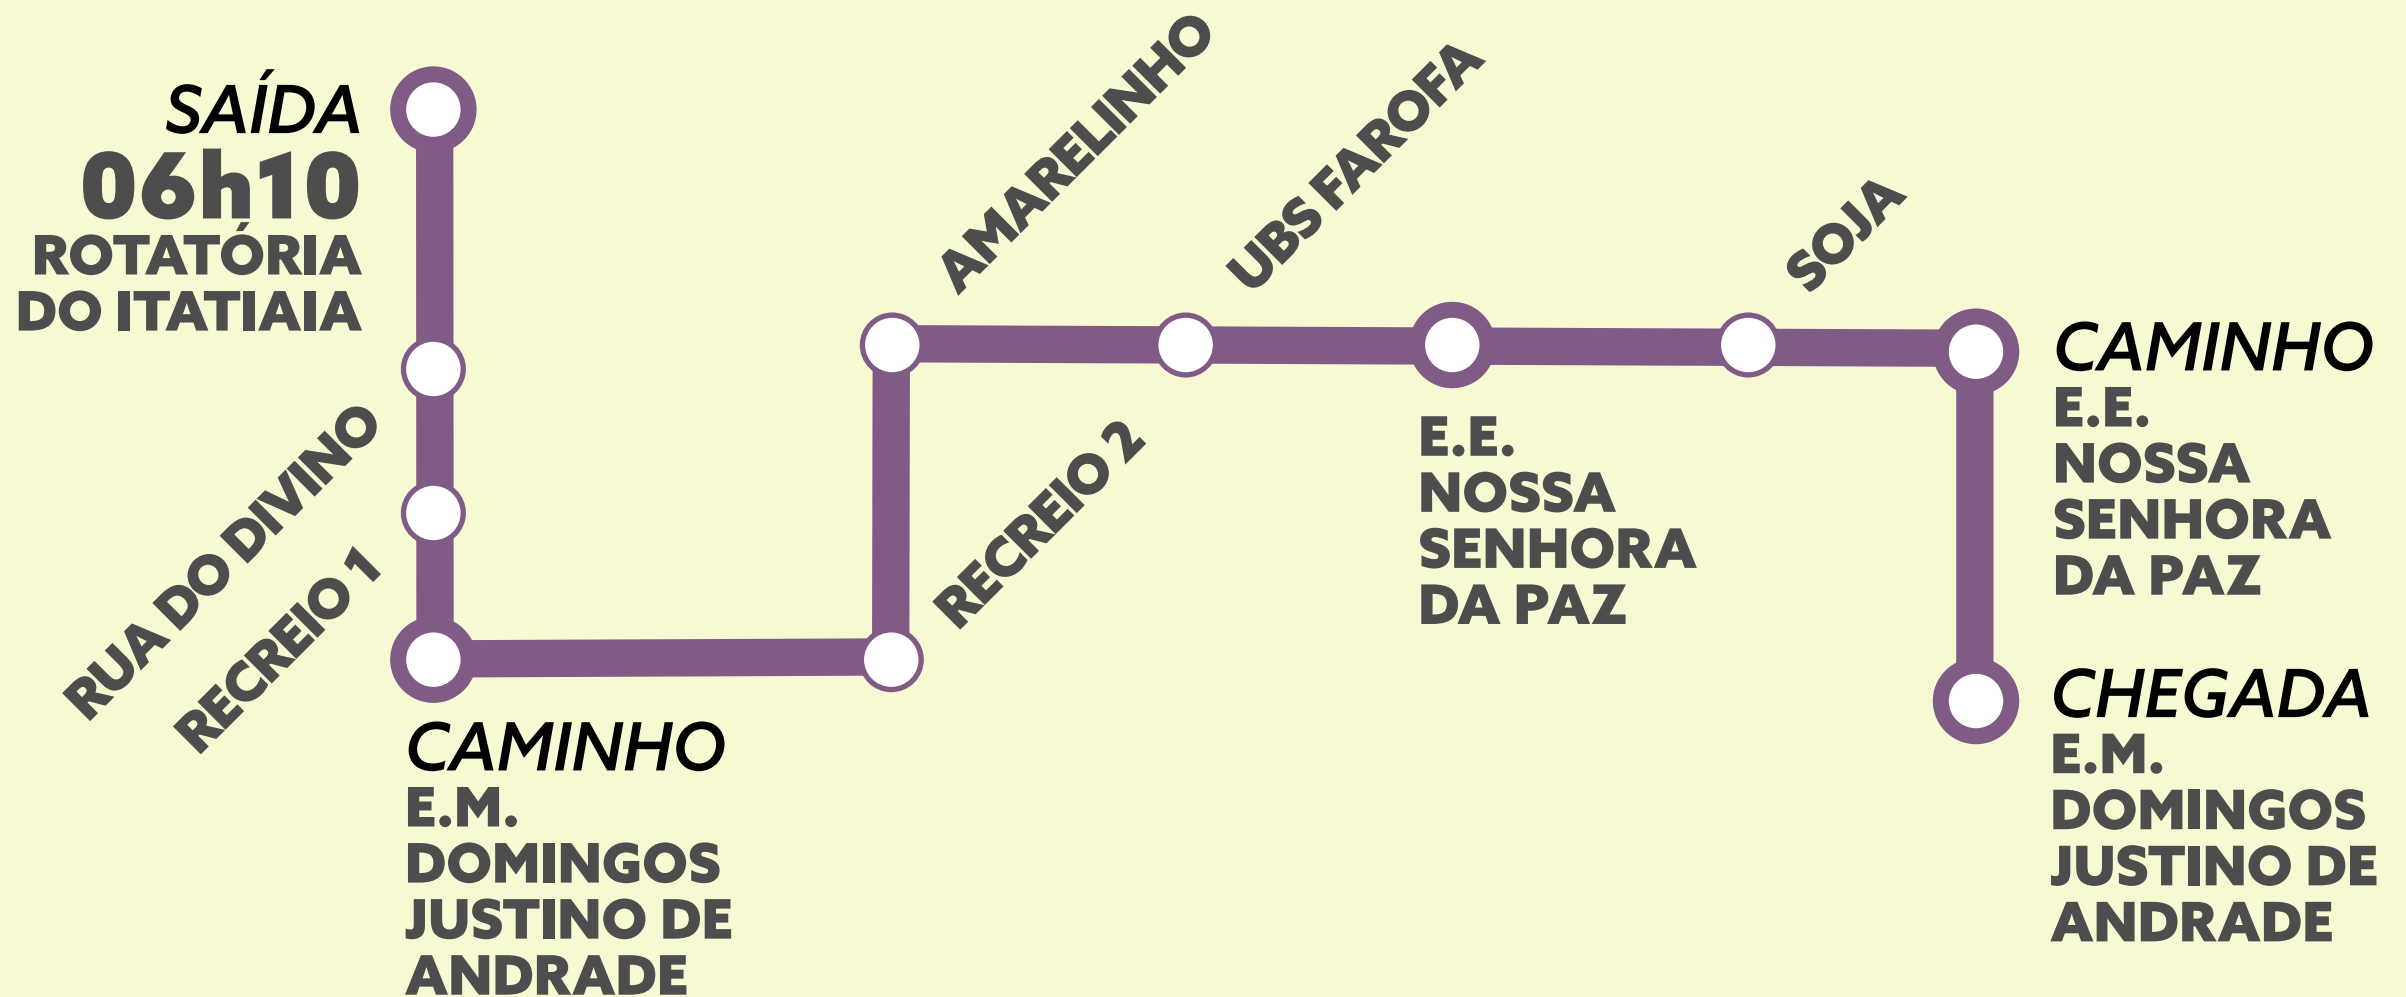 SAÍDA
06h10
ROTATÓRIA
DO ITATIAIA
RUA DO DIVINO
RECREIO 1
CAMINHO
E.M.
DOMINGOS
JUSTINO DE
ANDRADE
RECREIO 2
AMARELINHO
UBS FAROFA
E.E.
NOSSA
SENHORA
DA PAZ
SOJA
CAMINHO
E.E.
NOSSA
SENHORA
DA PAZ
CHEGADA
E.M.
DOMINGOS
JUSTINO DE
ANDRADE